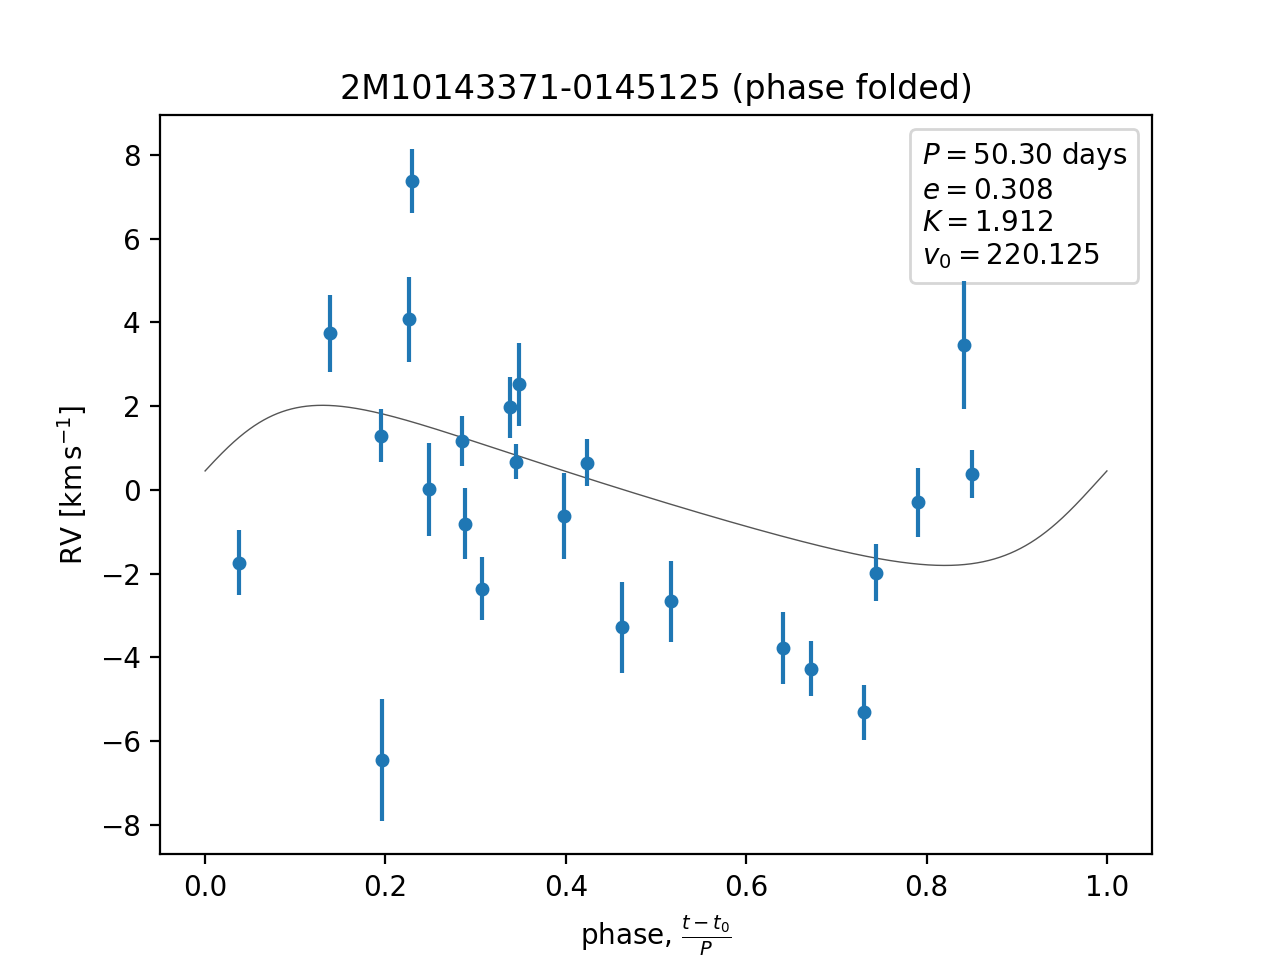 2M10143371-0145125 (phase folded)
P = 50.30 days
e = 0.308
K = 1.912
v₀ = 220.125
8
6
4
2
0
−2
−4
−6
−8
RV [km s⁻¹]
0.0 0.2 0.4 0.6 0.8 1.0
phase, (t − t₀)/P